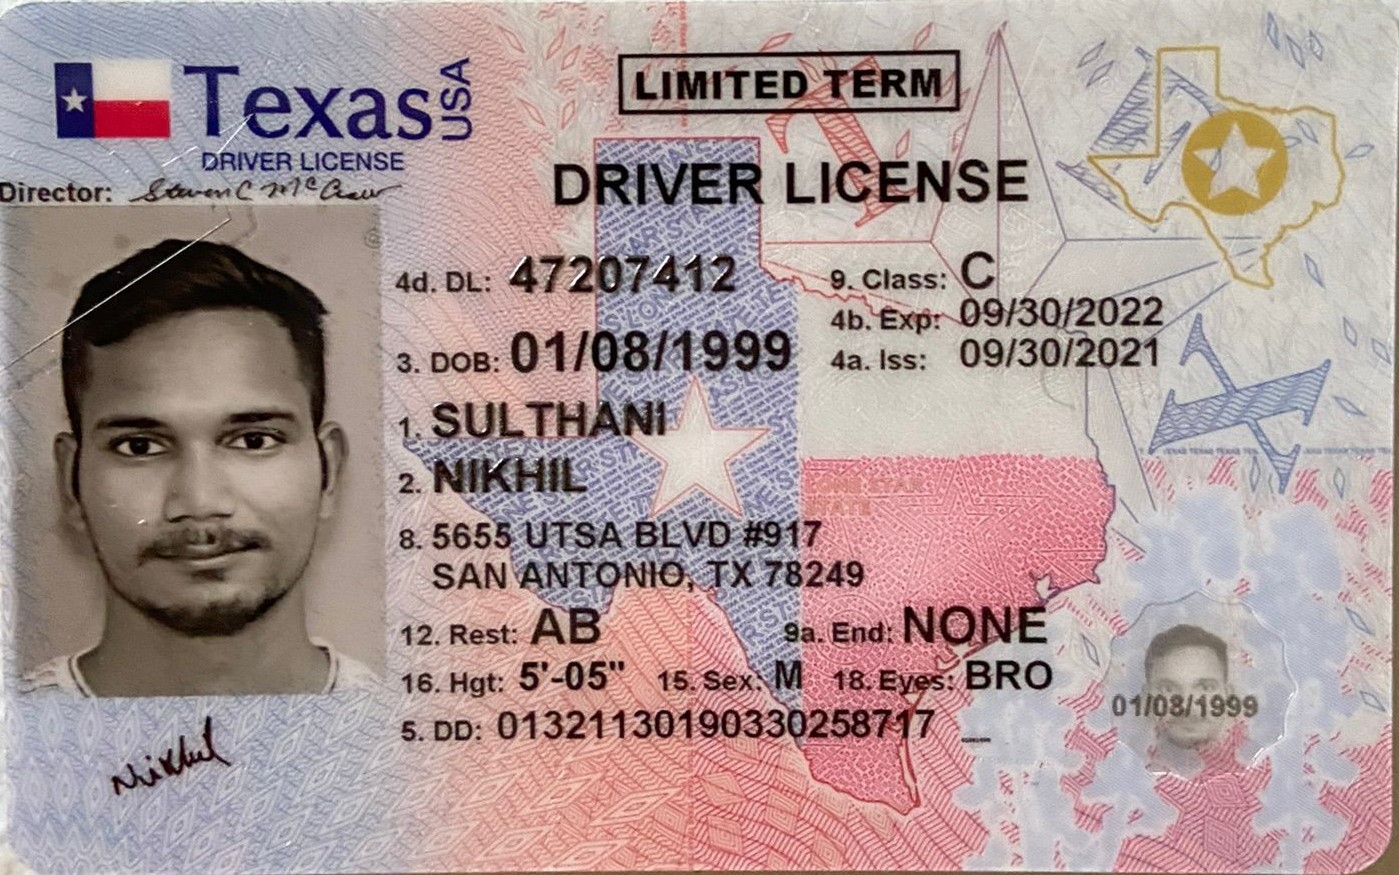 Texas USA
DRIVER LICENSE
LIMITED TERM
DRIVER LICENSE
Director: Steven C McCraw
4d. DL: 47207412
9. Class: C
4b. Exp: 09/30/2022
3. DOB: 01/08/1999
4a. Iss: 09/30/2021
1. SULTHANI
2. NIKHIL
8. 5655 UTSA BLVD #917
SAN ANTONIO, TX 78249
12. Rest: AB
9a. End: NONE
16. Hgt: 5'-05" 15. Sex: M 18. Eyes: BRO
5. DD: 01321130190330258717
01/08/1999
Nikhil